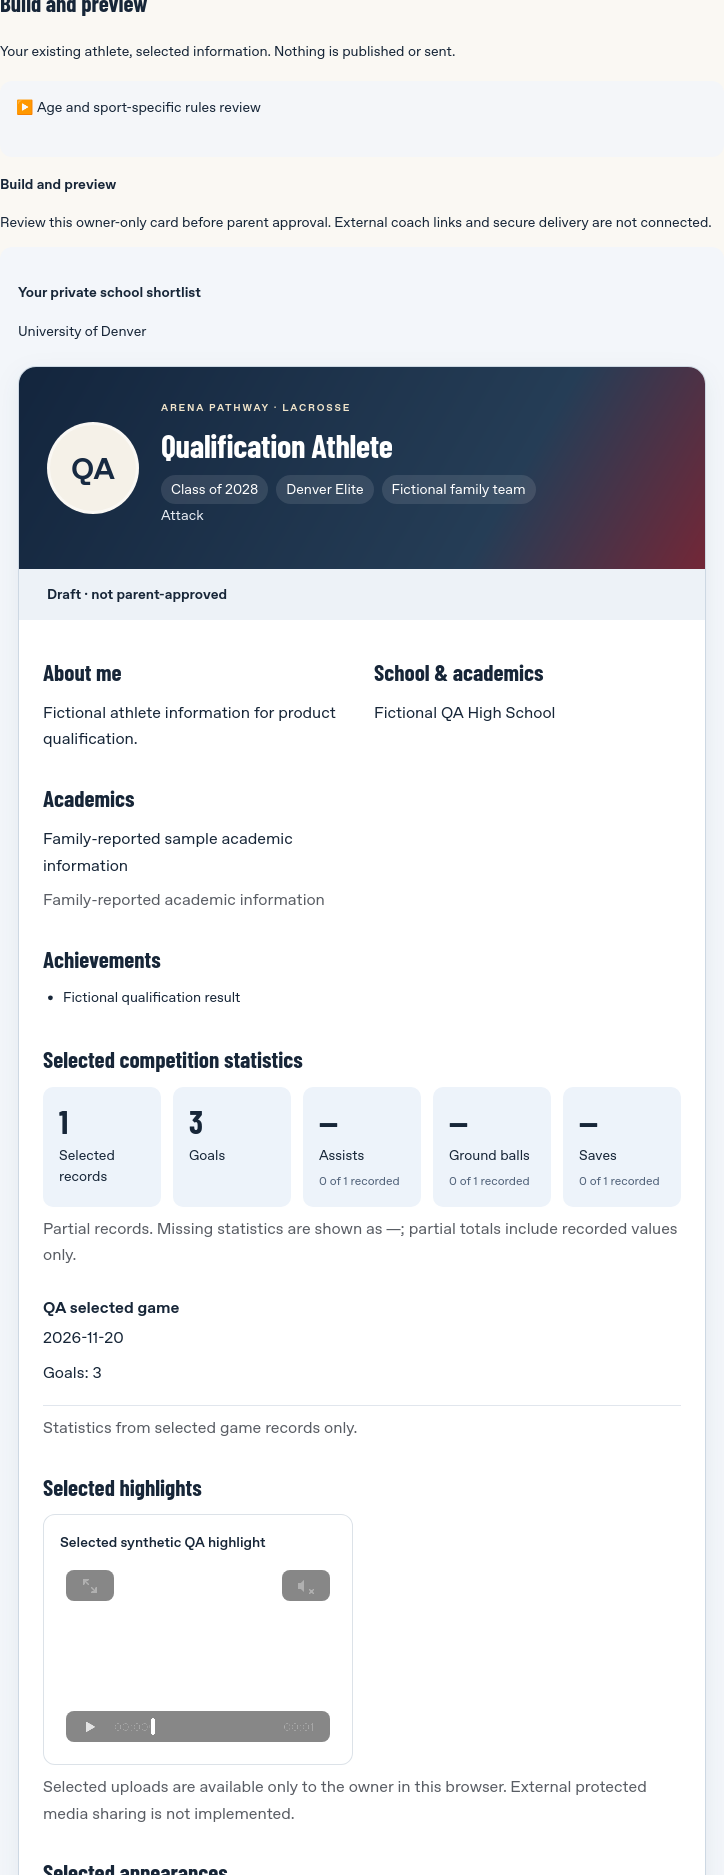 Build and preview
Your existing athlete, selected information. Nothing is published or sent.
▶️ Age and sport-specific rules review
Build and preview
Review this owner-only card before parent approval. External coach links and secure delivery are not connected.
Your private school shortlist
University of Denver
ARENA PATHWAY · LACROSSE
QA
Qualification Athlete
Class of 2028 Denver Elite Fictional family team
Attack
Draft · not parent-approved
About me
Fictional athlete information for product
qualification.
School & academics
Fictional QA High School
Academics
Family-reported sample academic
information
Family-reported academic information
Achievements
• Fictional qualification result
Selected competition statistics
1
Selected
records
3
Goals
—
Assists
0 of 1 recorded
—
Ground balls
0 of 1 recorded
—
Saves
0 of 1 recorded
Partial records. Missing statistics are shown as —; partial totals include recorded values
only.
QA selected game
2026-11-20
Goals: 3
Statistics from selected game records only.
Selected highlights
Selected synthetic QA highlight
00:00 00:01
Selected uploads are available only to the owner in this browser. External protected
media sharing is not implemented.
Selected appearances